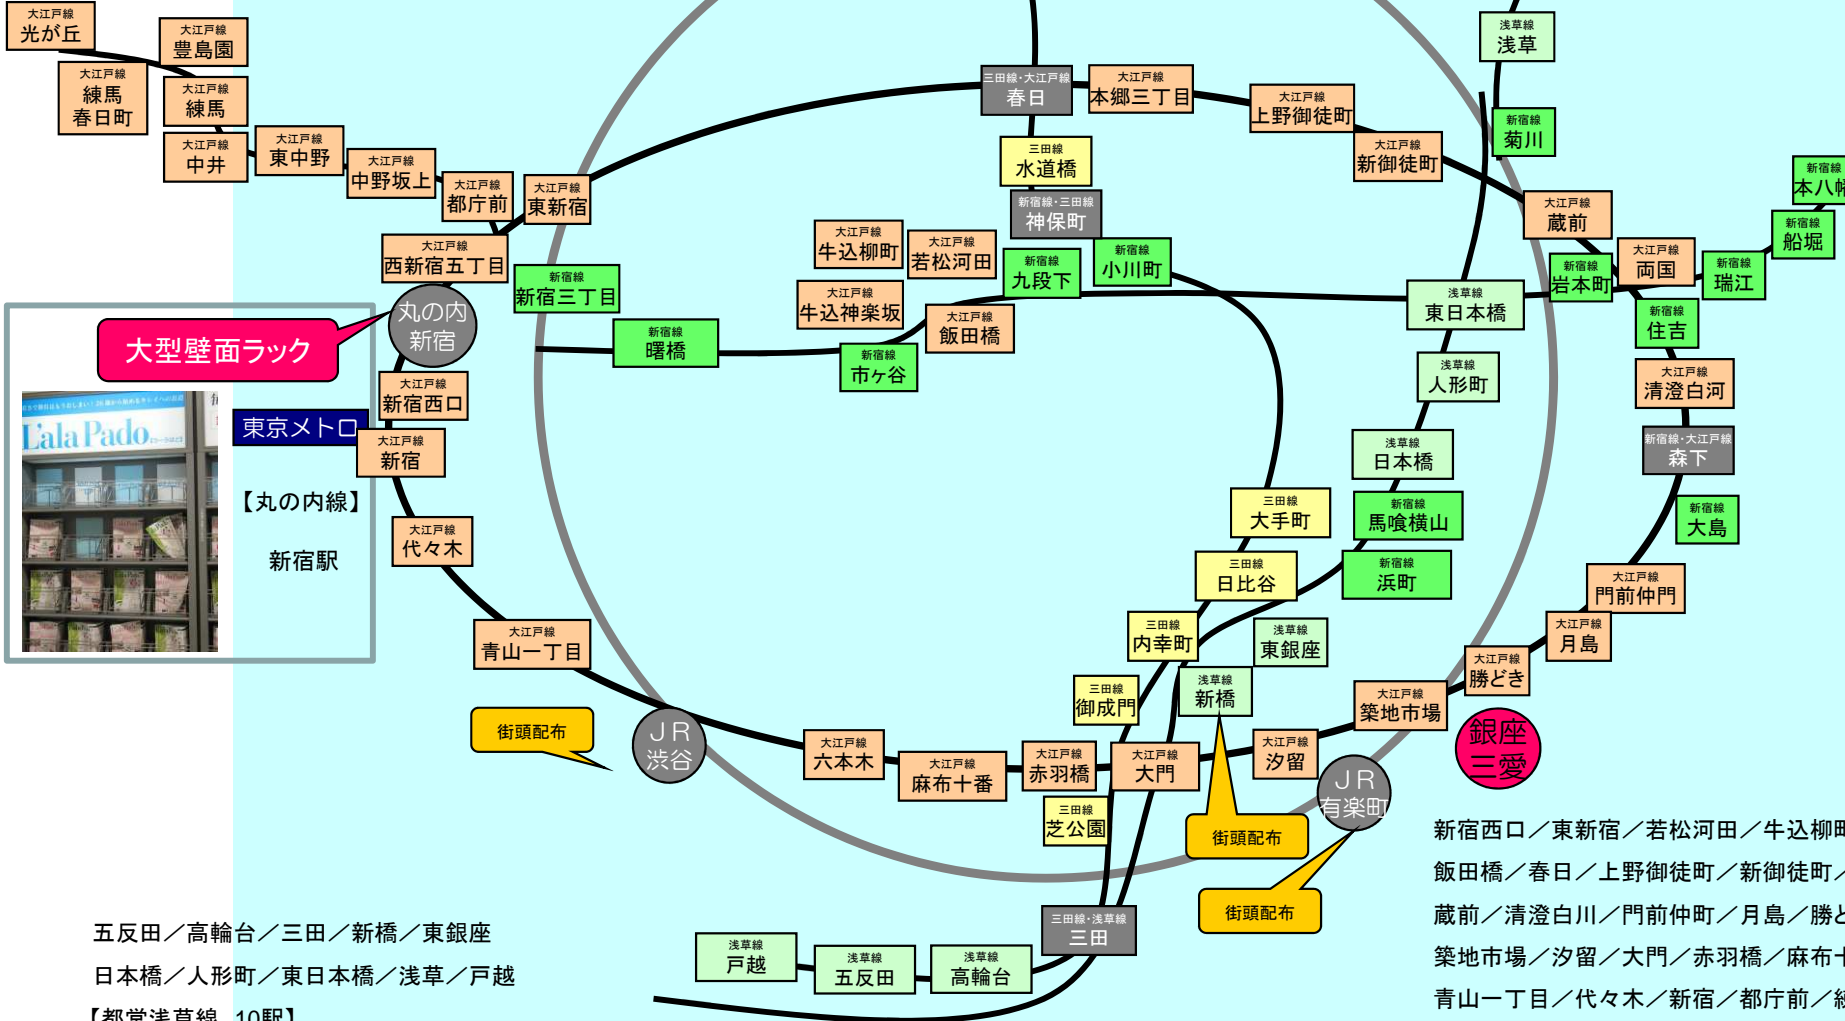 大江戸線
光が丘
大江戸線
豊島園
大江戸線
練馬
春日町
大江戸線
練馬
大江戸線
中井
大江戸線
東中野
大江戸線
中野坂上
大江戸線
都庁前
大江戸線
東新宿
大江戸線
西新宿五丁目
新宿線
新宿三丁目
丸の内
新宿
大型壁面ラック
L'ala Pado
東京メトロ
【丸の内線】
新宿駅
大江戸線
新宿西口
大江戸線
新宿
大江戸線
代々木
大江戸線
青山一丁目
街頭配布
ＪＲ
渋谷
新宿線
曙橋
新宿線
市ヶ谷
大江戸線
牛込柳町
大江戸線
若松河田
大江戸線
牛込神楽坂
大江戸線
飯田橋
新宿線
九段下
新宿線
小川町
三田線・大江戸線
春日
三田線
水道橋
新宿線・三田線
神保町
大江戸線
本郷三丁目
大江戸線
上野御徒町
大江戸線
新御徒町
浅草線
浅草
新宿線
菊川
大江戸線
蔵前
大江戸線
両国
新宿線
岩本町
新宿線
瑞江
新宿線
船堀
新宿線
本八幡
新宿線
住吉
大江戸線
清澄白河
新宿線・大江戸線
森下
新宿線
大島
浅草線
東日本橋
浅草線
人形町
浅草線
日本橋
新宿線
馬喰横山
新宿線
浜町
三田線
大手町
三田線
日比谷
三田線
内幸町
浅草線
東銀座
浅草線
新橋
三田線
御成門
大江戸線
門前仲門
大江戸線
月島
大江戸線
勝どき
大江戸線
築地市場
大江戸線
汐留
大江戸線
大門
大江戸線
赤羽橋
大江戸線
麻布十番
大江戸線
六本木
三田線
芝公園
銀座
三愛
ＪＲ
有楽町
街頭配布
街頭配布
三田線・浅草線
三田
浅草線
戸越
浅草線
五反田
浅草線
高輪台
五反田／高輪台／三田／新橋／東銀座
日本橋／人形町／東日本橋／浅草／戸越
【都営浅草線 10駅】
新宿西口／東新宿／若松河田／牛込柳町
飯田橋／春日／上野御徒町／新御徒町／
蔵前／清澄白川／門前仲町／月島／勝ど
築地市場／汐留／大門／赤羽橋／麻布十
青山一丁目／代々木／新宿／都庁前／練